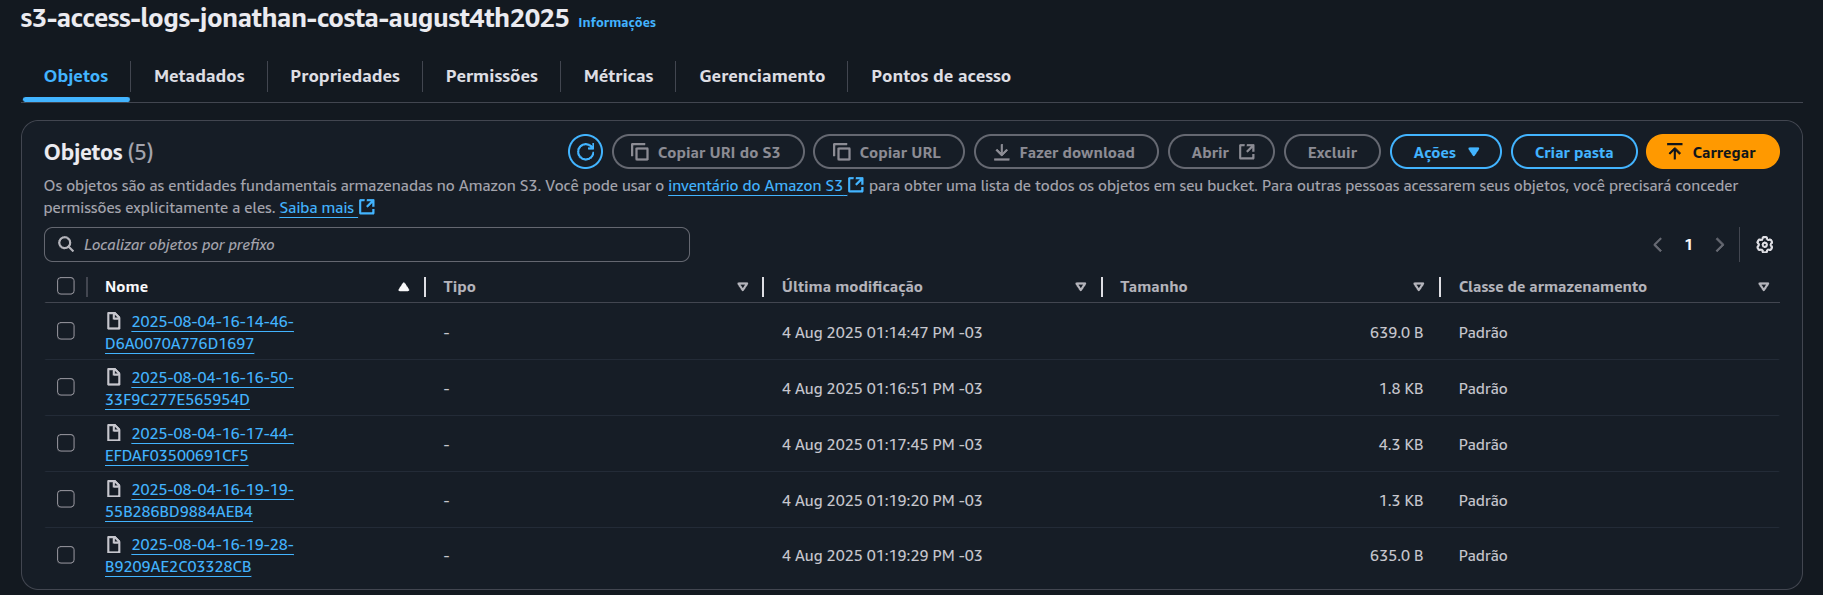 s3-access-logs-jonathan-costa-august4th2025 Informações
Objetos Metadados Propriedades Permissões Métricas Gerenciamento Pontos de acesso
Objetos (5) Copiar URI do S3 Copiar URL Fazer download Abrir Excluir Ações Criar pasta Carregar
Os objetos são as entidades fundamentais armazenadas no Amazon S3. Você pode usar o inventário do Amazon S3 para obter uma lista de todos os objetos em seu bucket. Para outras pessoas acessarem seus objetos, você precisará conceder
permissões explicitamente a eles. Saiba mais
Localizar objetos por prefixo 1
Nome Tipo Última modificação Tamanho Classe de armazenamento
2025-08-04-16-14-46-
D6A0070A776D1697 - 4 Aug 2025 01:14:47 PM -03 639.0 B Padrão
2025-08-04-16-16-50-
33F9C277E565954D - 4 Aug 2025 01:16:51 PM -03 1.8 KB Padrão
2025-08-04-16-17-44-
EFDAF03500691CF5 - 4 Aug 2025 01:17:45 PM -03 4.3 KB Padrão
2025-08-04-16-19-19-
55B286BD9884AEB4 - 4 Aug 2025 01:19:20 PM -03 1.3 KB Padrão
2025-08-04-16-19-28-
B9209AE2C03328CB - 4 Aug 2025 01:19:29 PM -03 635.0 B Padrão